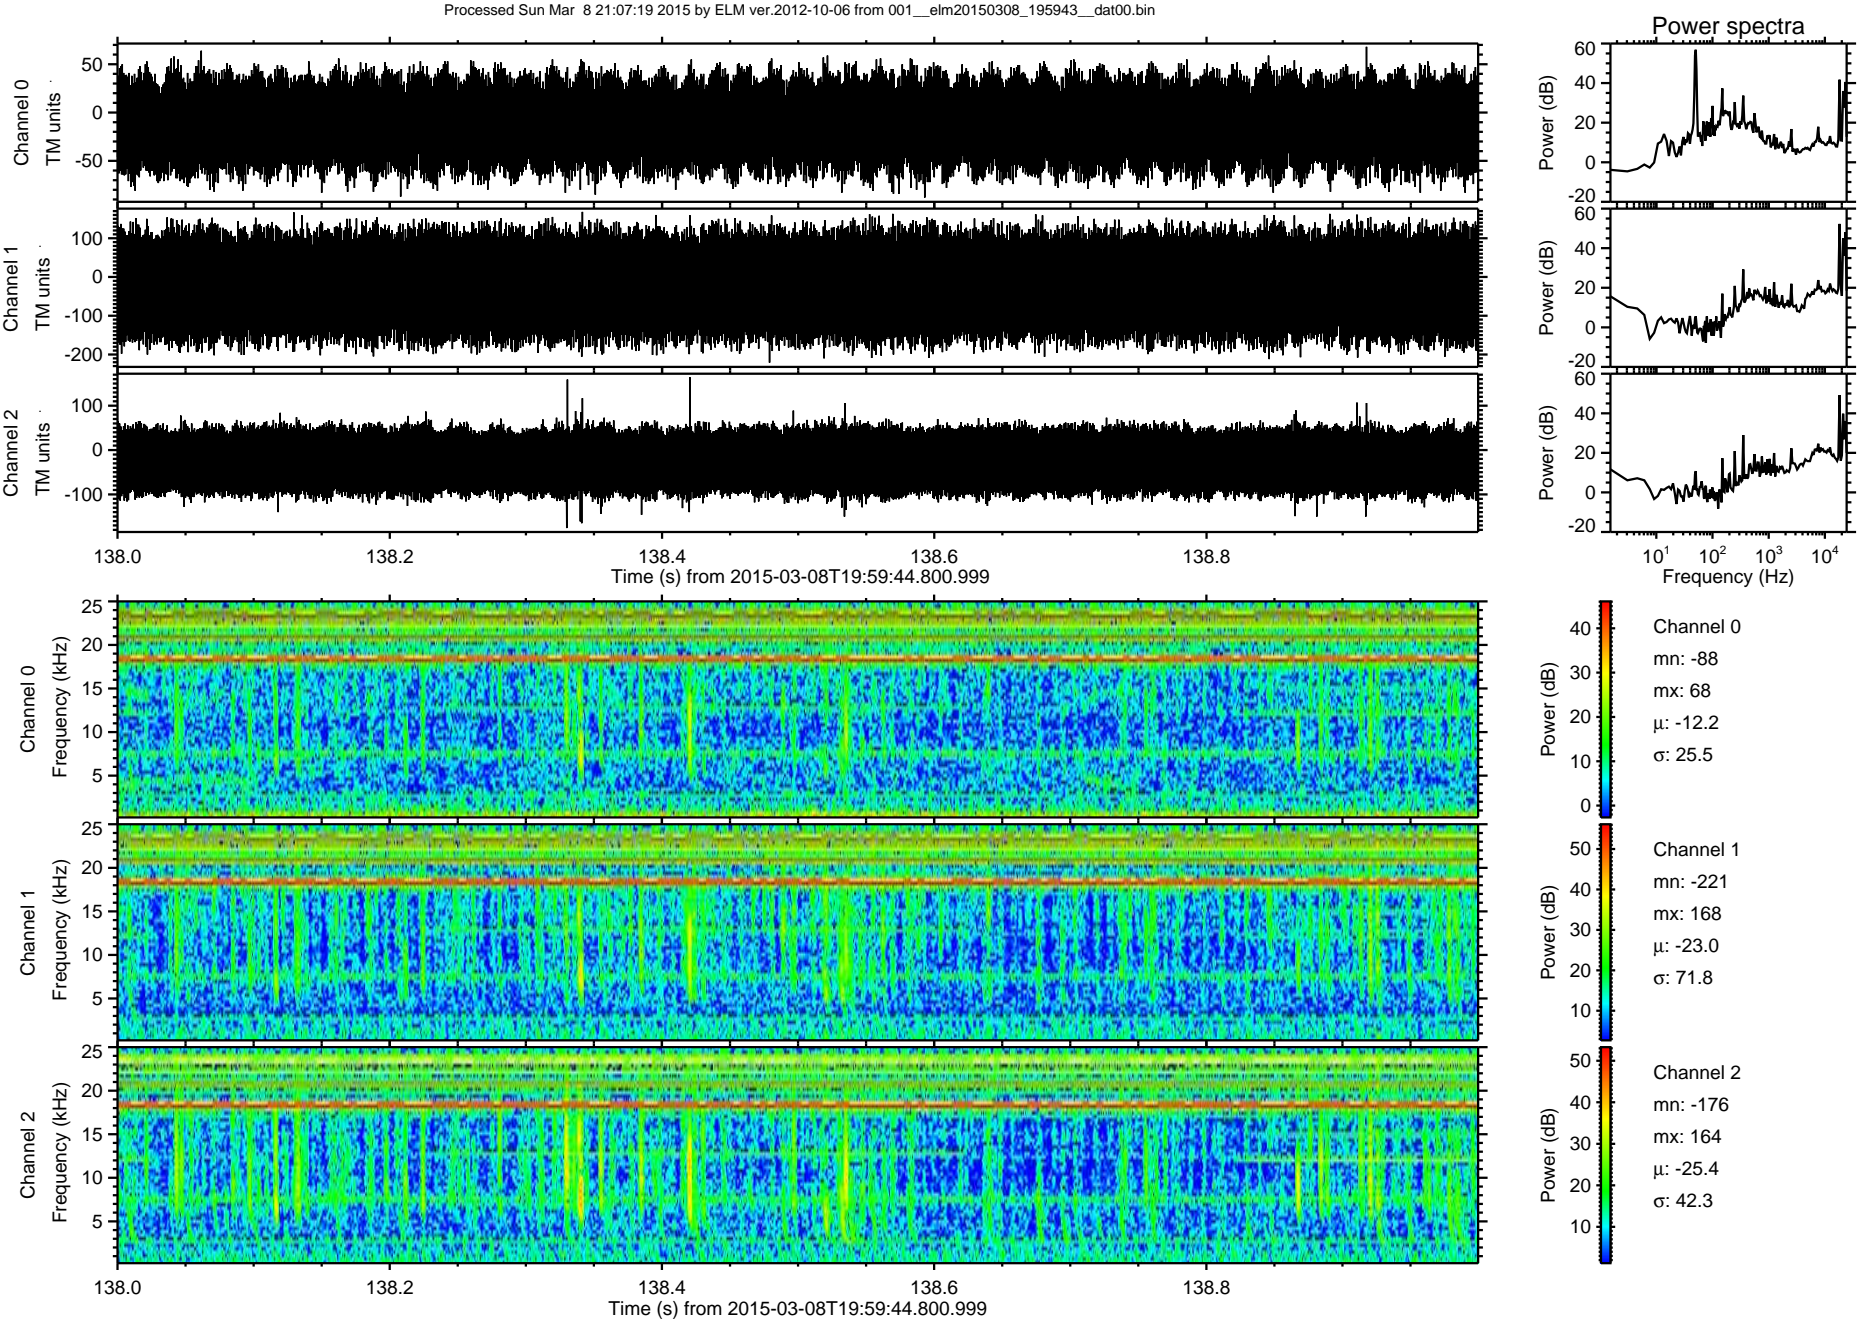 Processed Sun Mar  8 21:07:19 2015 by ELM ver.2012-10-06 from 001__elm20150308_195943__dat00.bin
Power spectra
Channel 0
TM units
50
0
-50
Power (dB)
60
40
20
0
-20
Channel 1
TM units
100
0
-100
-200
Power (dB)
60
40
20
0
-20
Channel 2
TM units
100
0
-100
Power (dB)
60
40
20
0
-20
138.0 138.2 138.4 138.6 138.8
Time (s) from 2015-03-08T19:59:44.800.999
10¹ 10² 10³ 10⁴
Frequency (Hz)
Channel 0
Frequency (kHz)
25
20
15
10
5
Power (dB)
40
30
20
10
0
Channel 0
mn: -88
mx: 68
μ: -12.2
σ: 25.5
Channel 1
Frequency (kHz)
25
20
15
10
5
Power (dB)
50
40
30
20
10
Channel 1
mn: -221
mx: 168
μ: -23.0
σ: 71.8
Channel 2
Frequency (kHz)
25
20
15
10
5
Power (dB)
50
40
30
20
10
Channel 2
mn: -176
mx: 164
μ: -25.4
σ: 42.3
138.0 138.2 138.4 138.6 138.8
Time (s) from 2015-03-08T19:59:44.800.999